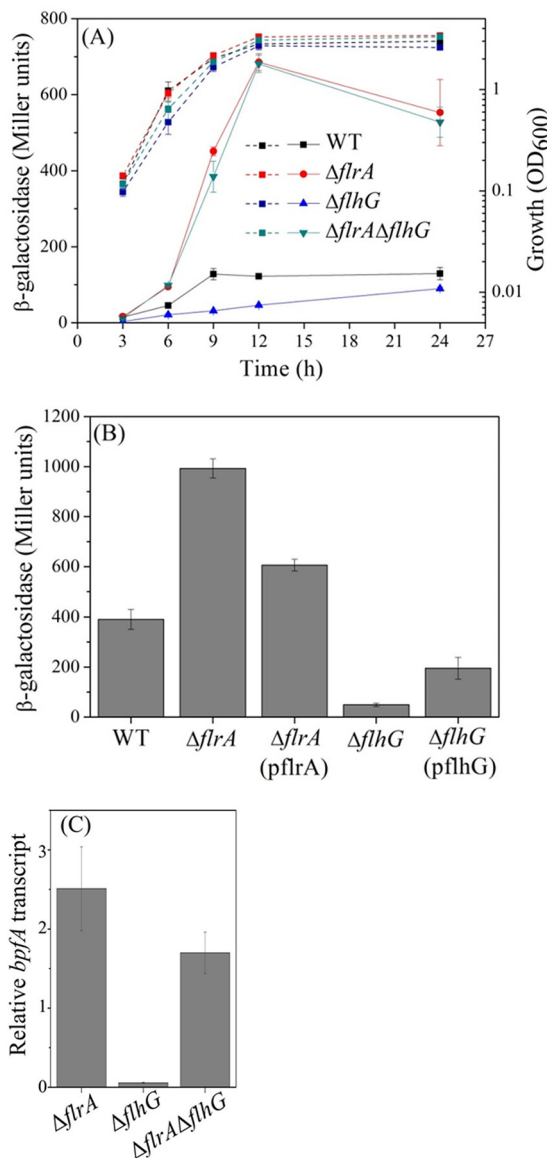 (A)
β-galactosidase (Miller units)
800
600
400
200
0
WT
ΔflrA
ΔflhG
ΔflrAΔflhG
1
0.1
0.01
Growth (OD600)
3 6 9 12 15 18 21 24 27
Time (h)
(B)
β-galactosidase (Miller units)
1200
1000
800
600
400
200
0
WT ΔflrA ΔflrA ΔflhG ΔflhG
(pflrA) (pflhG)
(C)
Relative bpfA transcript
3
2
1
0
ΔflrA
ΔflhG
ΔflrAΔflhG